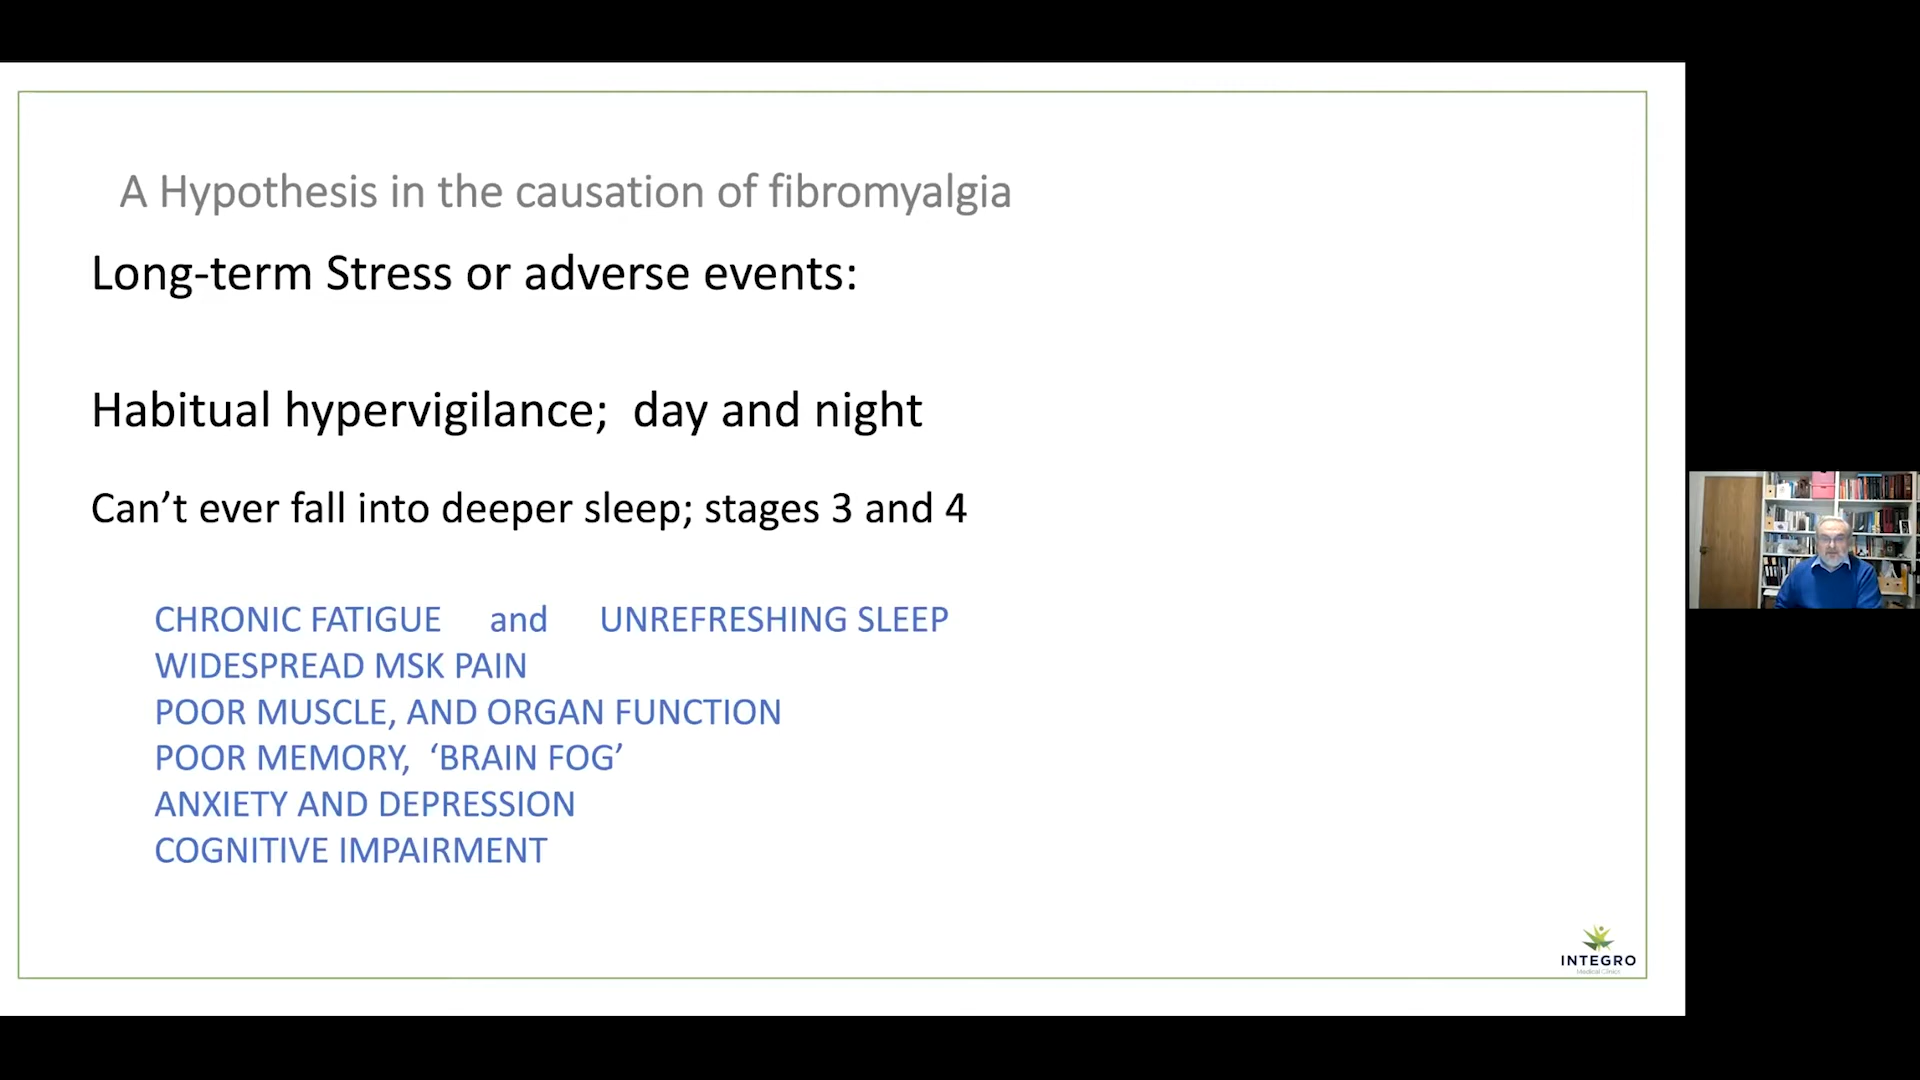 A Hypothesis in the causation of fibromyalgia
Long-term Stress or adverse events:
Habitual hypervigilance;  day and night
Can’t ever fall into deeper sleep; stages 3 and 4
CHRONIC FATIGUE and UNREFRESHING SLEEP
WIDESPREAD MSK PAIN
POOR MUSCLE, AND ORGAN FUNCTION
POOR MEMORY,  ‘BRAIN FOG’
ANXIETY AND DEPRESSION
COGNITIVE IMPAIRMENT
INTEGRO
Medical Clinics